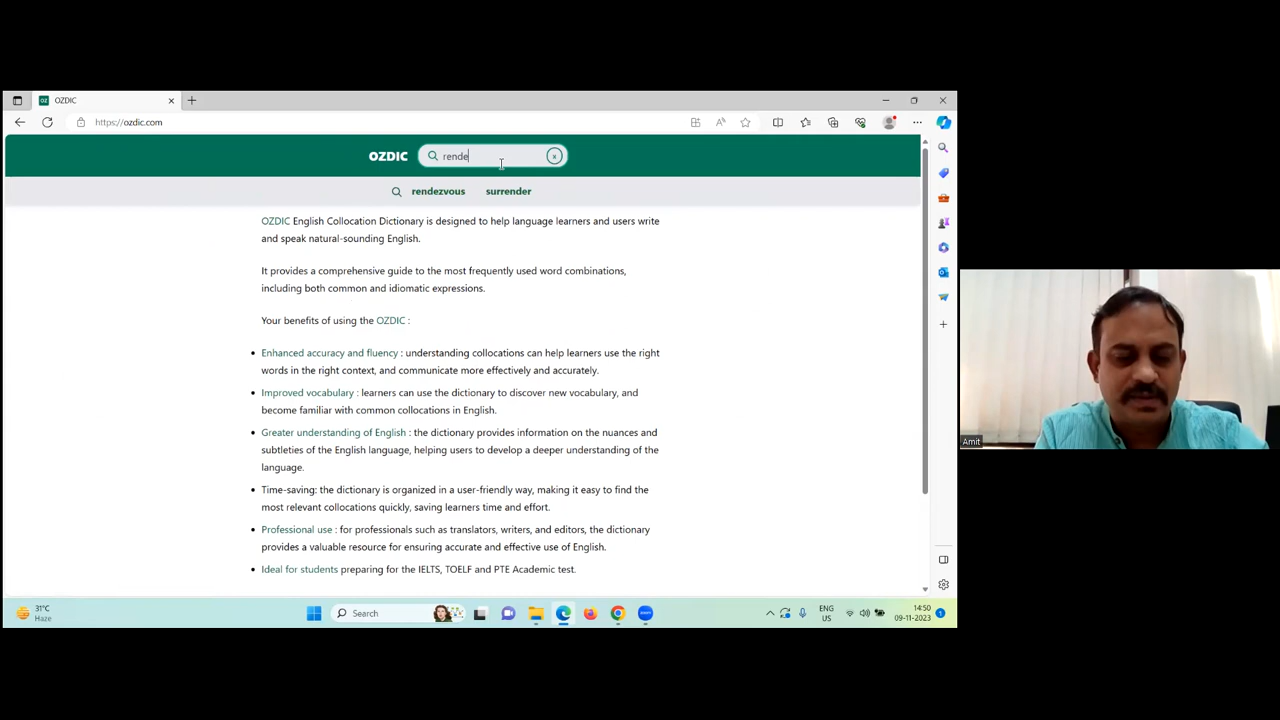 OZDIC
https://ozdic.com
OZDIC
rende
x
rendezvous surrender
OZDIC English Collocation Dictionary is designed to help language learners and users write
and speak natural-sounding English.
It provides a comprehensive guide to the most frequently used word combinations,
including both common and idiomatic expressions.
Your benefits of using the OZDIC :
Enhanced accuracy and fluency : understanding collocations can help learners use the right
words in the right context, and communicate more effectively and accurately.
Improved vocabulary : learners can use the dictionary to discover new vocabulary, and
become familiar with common collocations in English.
Greater understanding of English : the dictionary provides information on the nuances and
subtleties of the English language, helping users to develop a deeper understanding of the
language.
Time-saving: the dictionary is organized in a user-friendly way, making it easy to find the
most relevant collocations quickly, saving learners time and effort.
Professional use : for professionals such as translators, writers, and editors, the dictionary
provides a valuable resource for ensuring accurate and effective use of English.
Ideal for students preparing for the IELTS, TOELF and PTE Academic test.
Amit
31°C
Haze
Search
ENG
US
14:50
09-11-2023